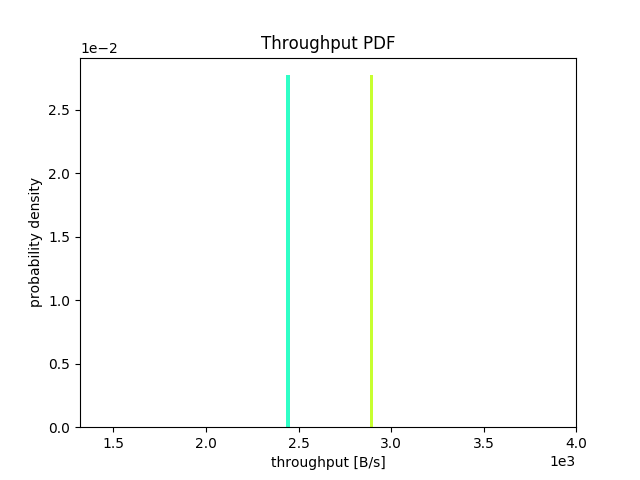 Throughput PDF
1e−2
2.5
2.0
1.5
1.0
0.5
0.0
probability density
1.5 2.0 2.5 3.0 3.5 4.0
1e3
throughput [B/s]